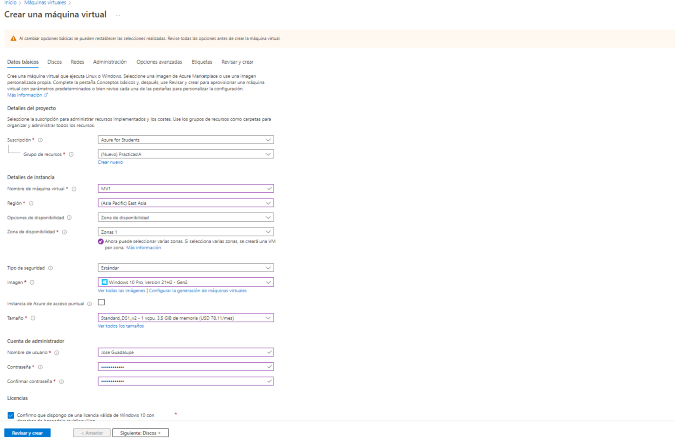 Inicio > Máquinas virtuales >
Crear una máquina virtual ...
Al cambiar opciones básicas se pueden restablecer las selecciones realizadas. Revise todas las opciones antes de crear la máquina virtual.
Datos básicos Discos Redes Administración Opciones avanzadas Etiquetas Revisar y crear
Cree una máquina virtual que ejecuta Linux o Windows. Seleccione una imagen de Azure Marketplace o use una imagen
personalizada propia. Complete la pestaña Conceptos básicos y, después, use Revisar y crear para aprovisionar una máquina
virtual con parámetros predeterminados o bien revise cada una de las pestañas para personalizar la configuración.
Más información
Detalles del proyecto
Seleccione la suscripción para administrar recursos implementados y los costes. Use los grupos de recursos como carpetas para
organizar y administrar todos los recursos.
Suscripción * Azure for Students
Grupo de recursos * (Nuevo) PracticasIA
Crear nuevo
Detalles de instancia
Nombre de máquina virtual * MV1
Región * (Asia Pacific) East Asia
Opciones de disponibilidad Zona de disponibilidad
Zona de disponibilidad * Zonas 1
Ahora puede seleccionar varias zonas. Si selecciona varias zonas, se creará una VM
por zona. Más información
Tipo de seguridad Estándar
Imagen * Windows 10 Pro, version 21H2 - Gen2
Ver todas las imágenes | Configurar la generación de máquinas virtuales
Instancia de Azure de acceso puntual
Tamaño * Standard_DS1_v2 - 1 vcpu, 3.5 GiB de memoria (USD 78.11/mes)
Ver todos los tamaños
Cuenta de administrador
Nombre de usuario * Jose Guadalupe
Contraseña * ••••••••••••
Confirmar contraseña * ••••••••••••
Licencias
Confirmo que dispongo de una licencia válida de Windows 10 con *
Revisar y crear < Anterior Siguiente: Discos >